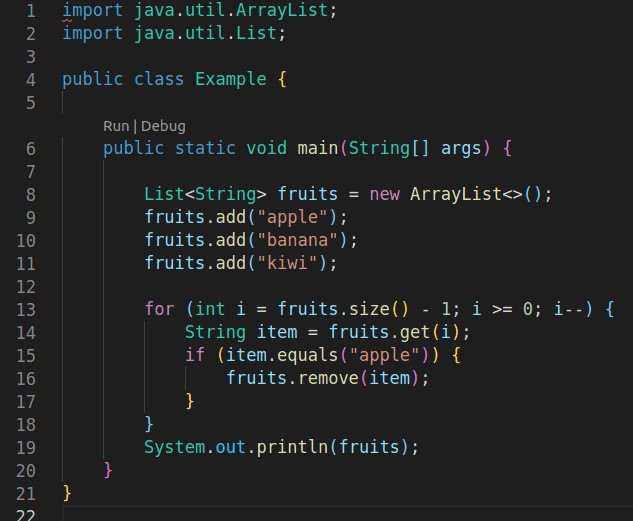 1 import java.util.ArrayList;
2 import java.util.List;
3
4 public class Example {
5
Run | Debug
6 public static void main(String[] args) {
7
8 List<String> fruits = new ArrayList<>();
9 fruits.add("apple");
10 fruits.add("banana");
11 fruits.add("kiwi");
12
13 for (int i = fruits.size() - 1; i >= 0; i--) {
14 String item = fruits.get(i);
15 if (item.equals("apple")) {
16 fruits.remove(item);
17 }
18 }
19 System.out.println(fruits);
20 }
21 }
22